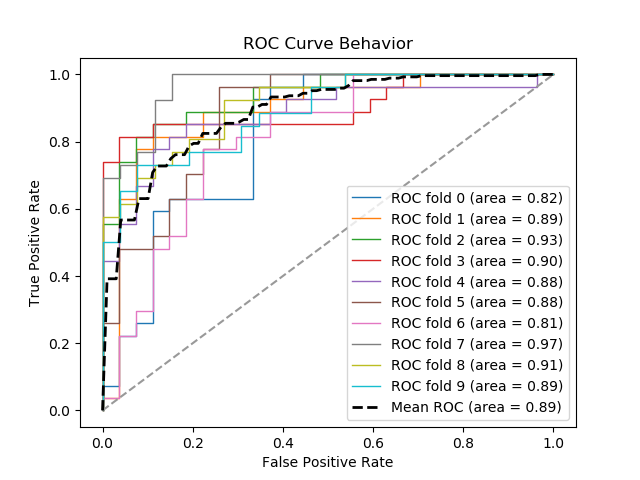 ROC Curve Behavior
True Positive Rate
1.0
0.8
0.6
0.4
0.2
0.0
ROC fold 0 (area = 0.82)
ROC fold 1 (area = 0.89)
ROC fold 2 (area = 0.93)
ROC fold 3 (area = 0.90)
ROC fold 4 (area = 0.88)
ROC fold 5 (area = 0.88)
ROC fold 6 (area = 0.81)
ROC fold 7 (area = 0.97)
ROC fold 8 (area = 0.91)
ROC fold 9 (area = 0.89)
Mean ROC (area = 0.89)
0.0 0.2 0.4 0.6 0.8 1.0
False Positive Rate